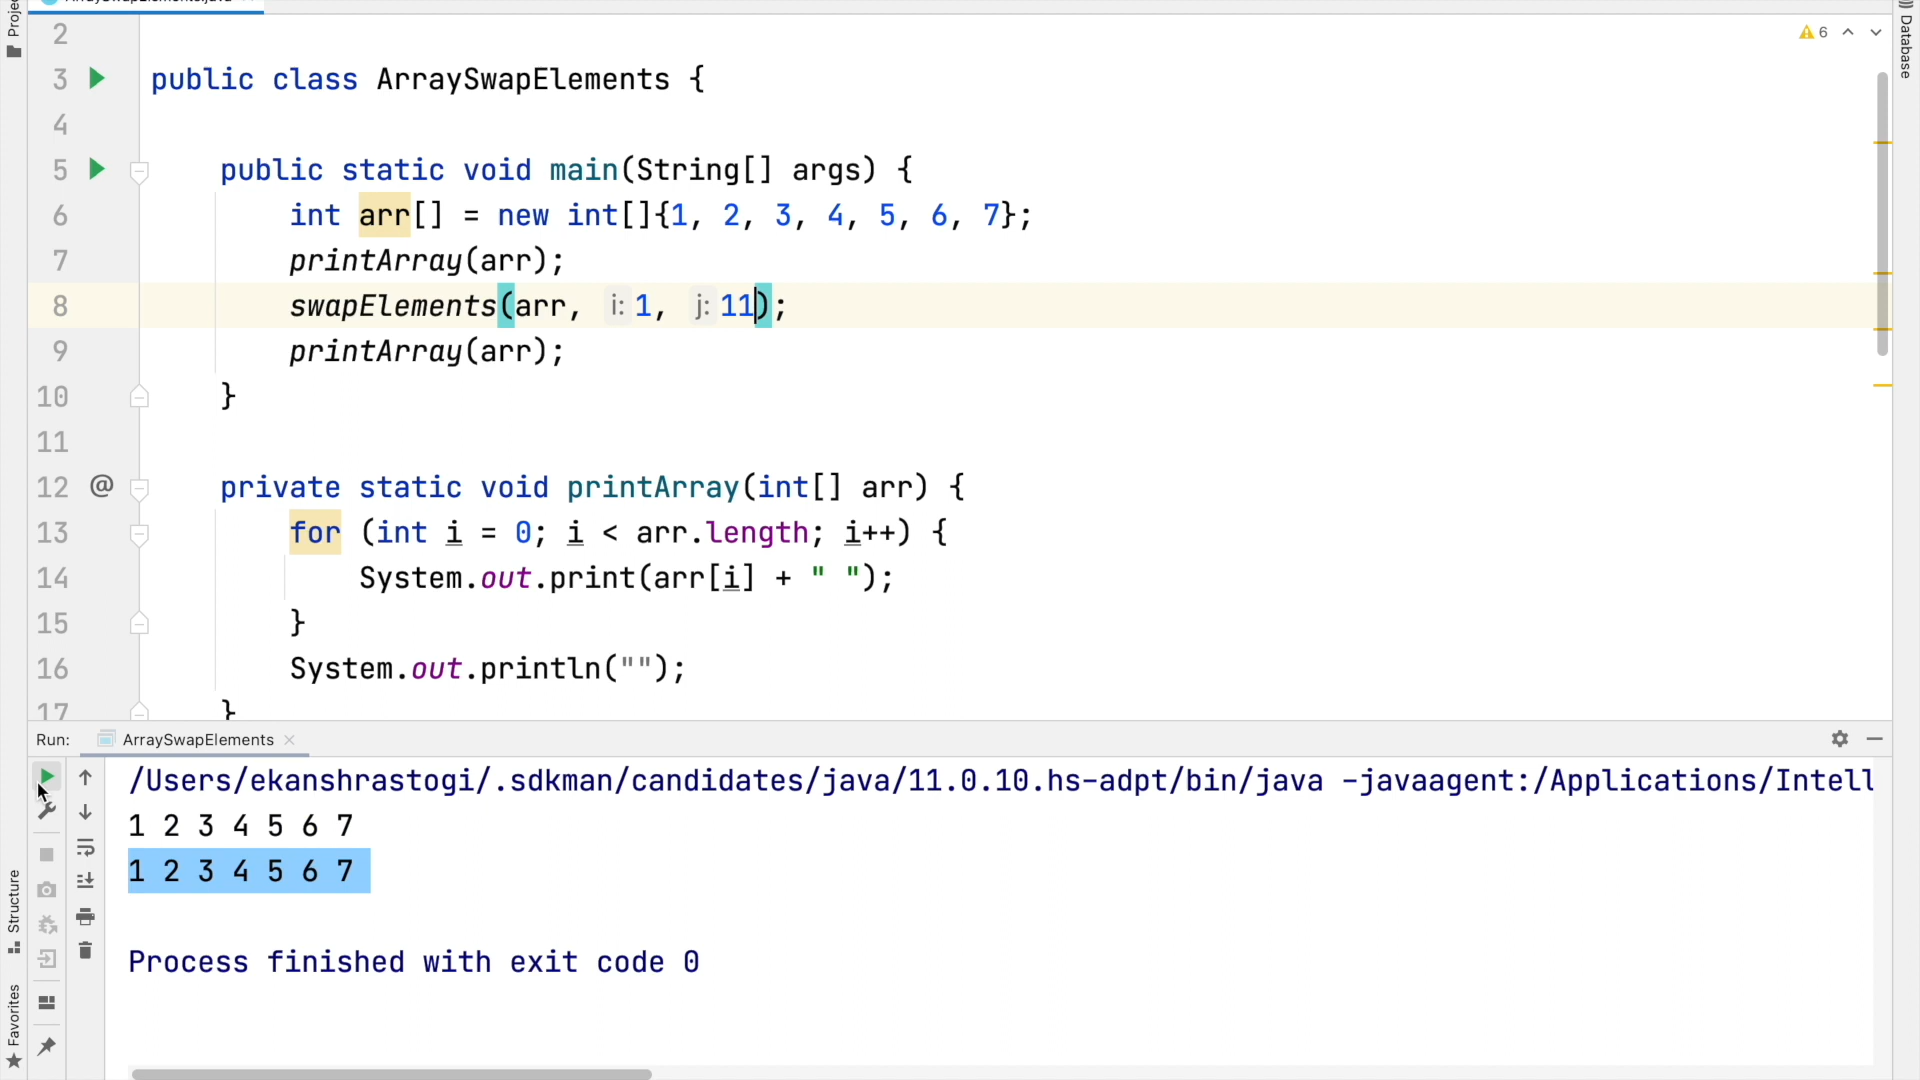 ArraySwapElements.java
6
2
3 public class ArraySwapElements {
4
5 public static void main(String[] args) {
6 int arr[] = new int[]{1, 2, 3, 4, 5, 6, 7};
7 printArray(arr);
8 swapElements(arr, i: 1, j: 11);
9 printArray(arr);
10 }
11
12 @ private static void printArray(int[] arr) {
13 for (int i = 0; i < arr.length; i++) {
14 System.out.print(arr[i] + " ");
15 }
16 System.out.println("");
17 }
Run: ArraySwapElements
/Users/ekanshrastogi/.sdkman/candidates/java/11.0.10.hs-adpt/bin/java -javaagent:/Applications/Intell
1 2 3 4 5 6 7
1 2 3 4 5 6 7
Process finished with exit code 0
Structure
Favorites
Database